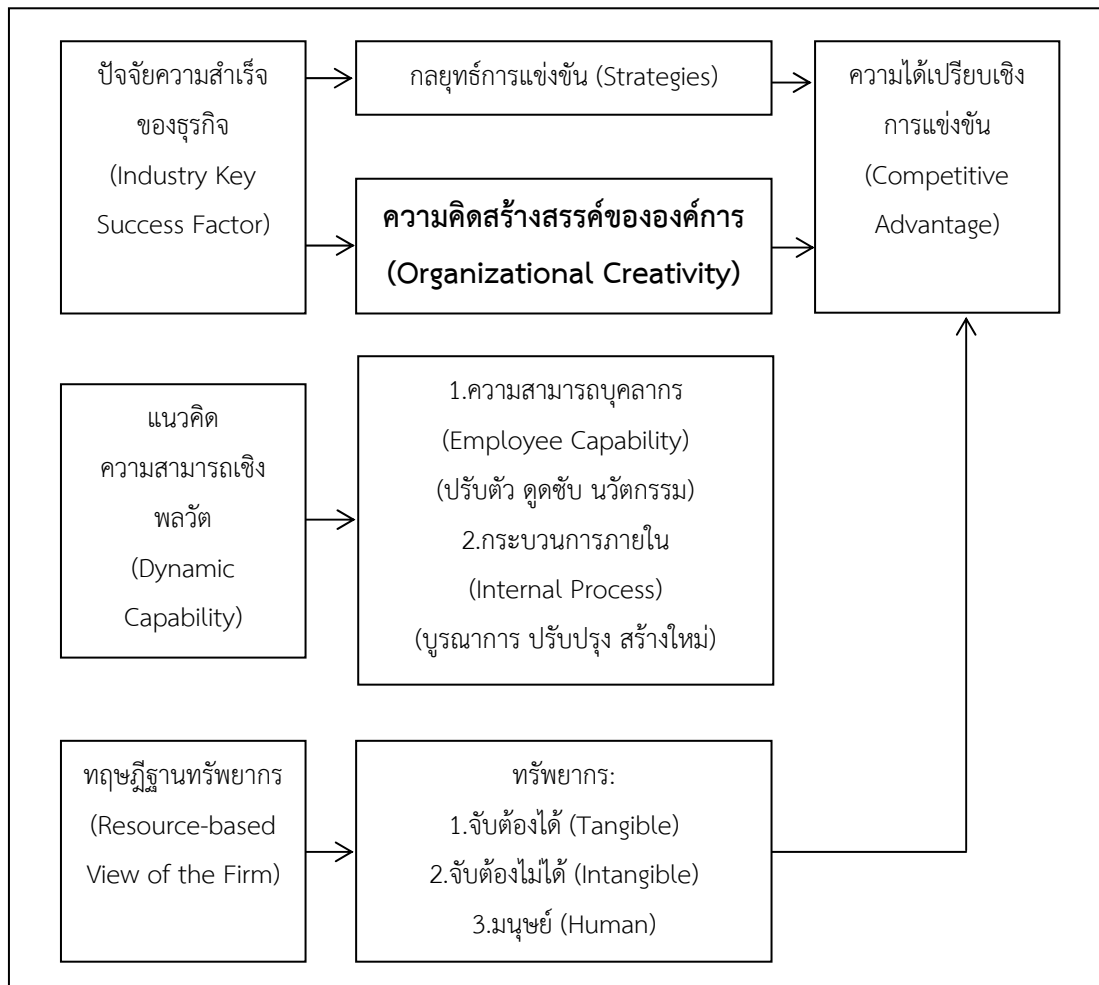 ปัจจัยความสำเร็จ
ของธุรกิจ
(Industry Key
Success Factor)
กลยุทธ์การแข่งขัน (Strategies)
ความคิดสร้างสรรค์ขององค์การ
(Organizational Creativity)
ความได้เปรียบเชิง
การแข่งขัน
(Competitive
Advantage)
แนวคิด
ความสามารถเชิง
พลวัต
(Dynamic
Capability)
1.ความสามารถบุคลากร
(Employee Capability)
(ปรับตัว ดูดซับ นวัตกรรม)
2.กระบวนการภายใน
(Internal Process)
(บูรณาการ ปรับปรุง สร้างใหม่)
ทฤษฎีฐานทรัพยากร
(Resource-based
View of the Firm)
ทรัพยากร:
1.จับต้องได้ (Tangible)
2.จับต้องไม่ได้ (Intangible)
3.มนุษย์ (Human)